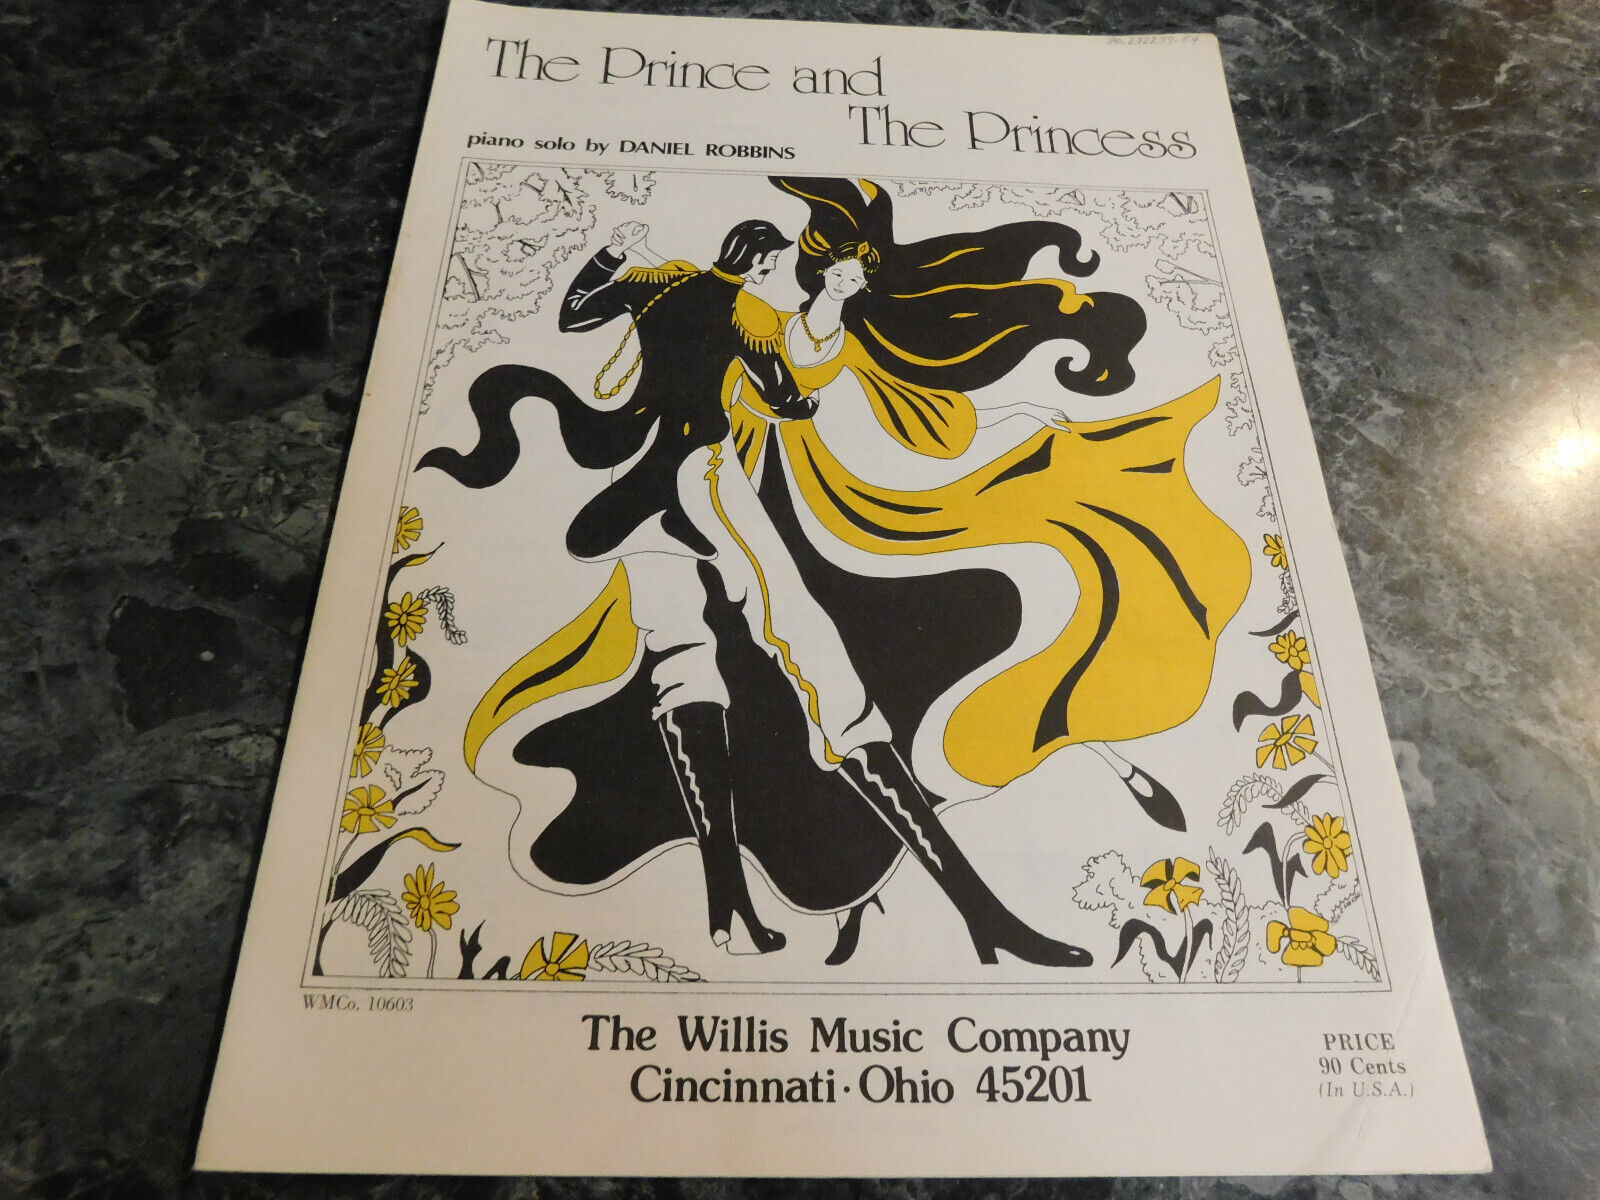 The Prince and
The Princess
piano solo by DANIEL ROBBINS
WMCo. 10603
The Willis Music Company
Cincinnati · Ohio 45201
PRICE
90 Cents
(In U.S.A.)